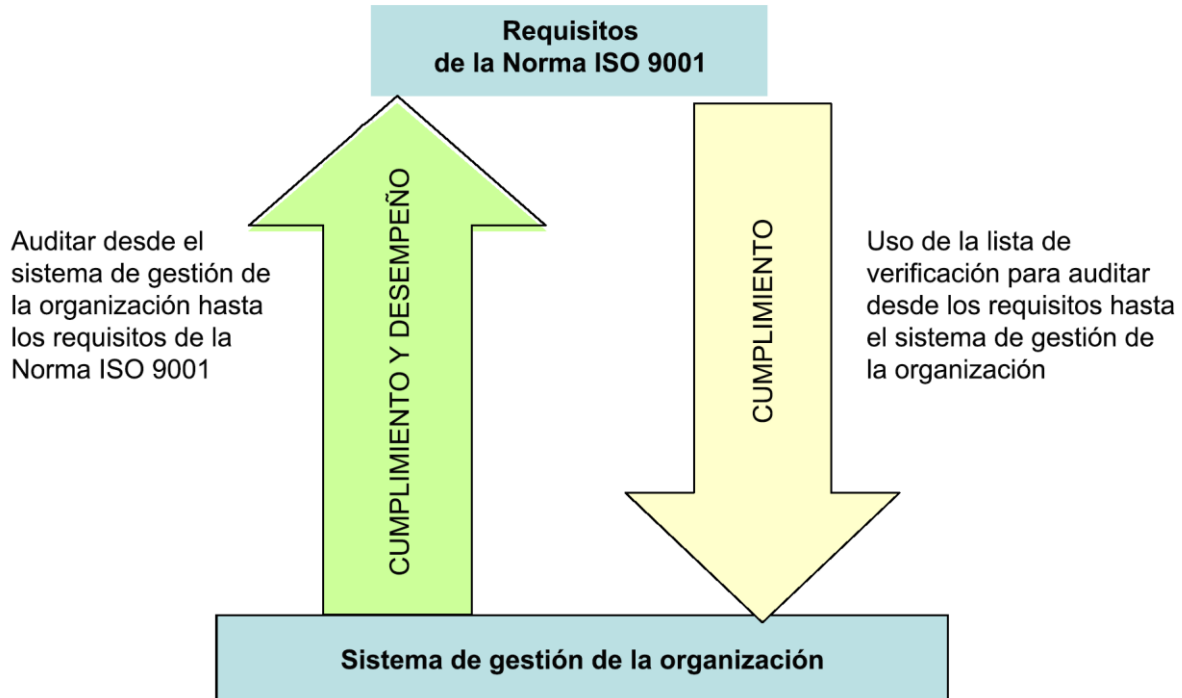 Requisitos
de la Norma ISO 9001
Auditar desde el
sistema de gestión de
la organización hasta
los requisitos de la
Norma ISO 9001
CUMPLIMIENTO Y DESEMPEÑO
CUMPLIMIENTO
Uso de la lista de
verificación para auditar
desde los requisitos hasta
el sistema de gestión de
la organización
Sistema de gestión de la organización